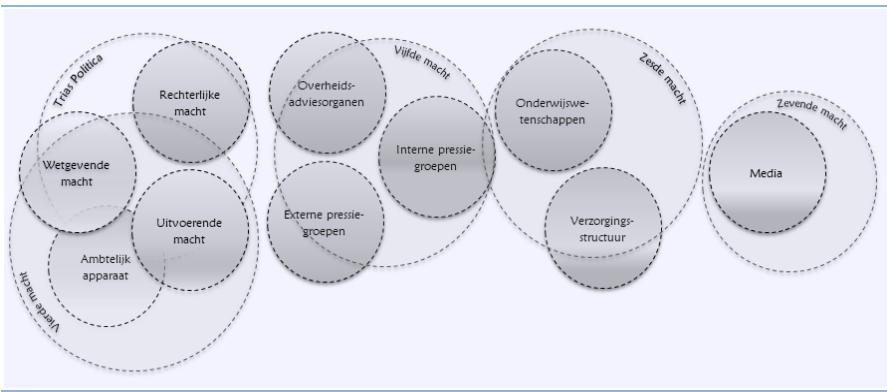 Trias Politica
Rechterlijke
macht
Wetgevende
macht
Uitvoerende
macht
Ambtelijk
apparaat
Vierde macht
Vijfde macht
Overheids-
adviesorganen
Interne pressie-
groepen
Externe pressie-
groepen
Zesde macht
Onderwijswe-
tenschappen
Verzorgings-
structuur
Zevende macht
Media